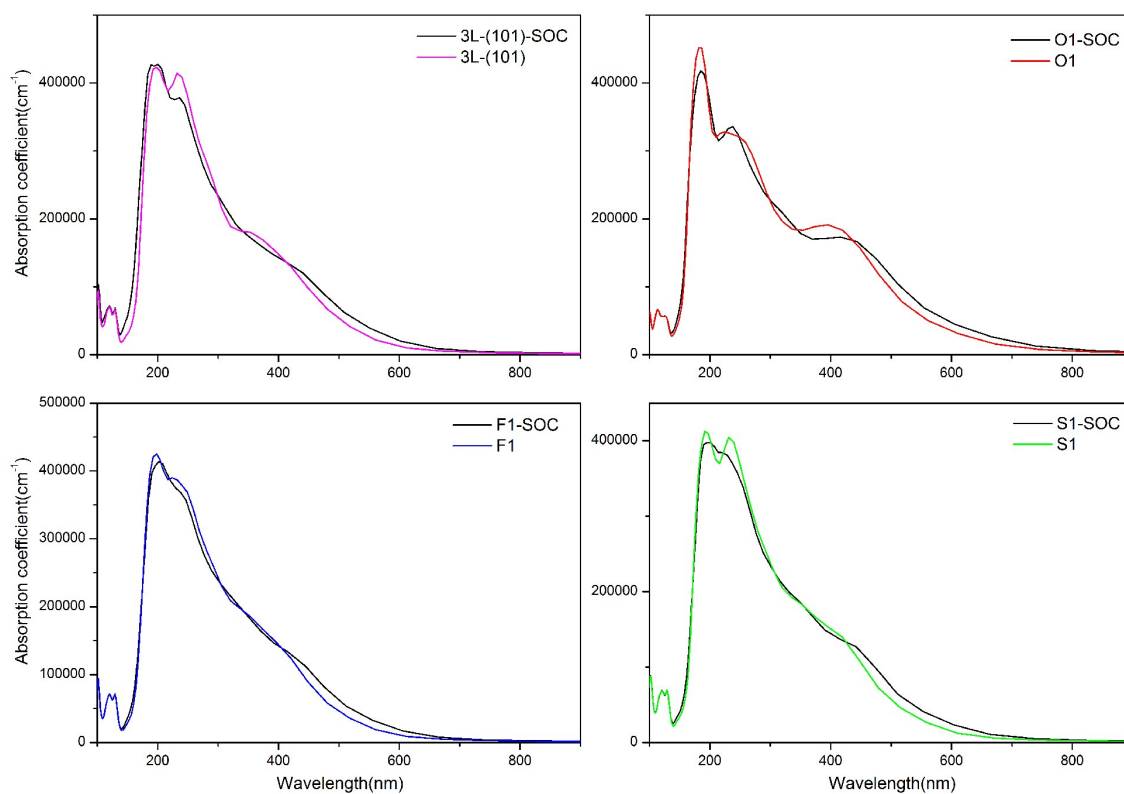 3L-(101)-SOC
3L-(101)
Absorption coefficient(cm⁻¹)
400000
200000
0
200
400
600
800
O1-SOC
O1
400000
200000
0
200
400
600
800
F1-SOC
F1
Absorption coefficient(cm⁻¹)
500000
400000
300000
200000
100000
0
200
400
600
800
Wavelength(nm)
S1-SOC
S1
400000
200000
0
200
400
600
800
Wavelength(nm)